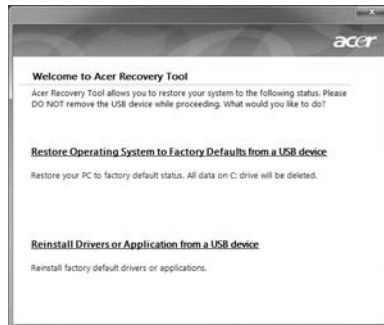 acer
Welcome to Acer Recovery Tool
Acer Recovery Tool allows you to restore your system to the following status. Please
DO NOT remove the USB device while proceeding. What would you like to do?
Restore Operating System to Factory Defaults from a USB device
Restore your PC to factory default status. All data on C: drive will be deleted.
Reinstall Drivers or Application from a USB device
Reinstall factory default drivers or applications.